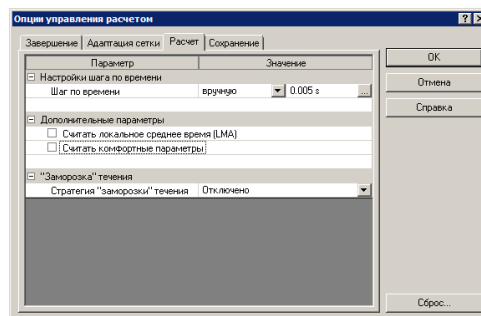 Опции управления расчетом
Завершение Адаптация сетки Расчет Сохранение
Параметр Значение
Настройки шага по времени
Шаг по времени вручную 0.005 s ...
Дополнительные параметры
Считать локальное среднее время (LMA)
Считать комфортные параметры
"Заморозка" течения
Стратегия "заморозки" течения Отключено
OK
Отмена
Справка
Сброс...